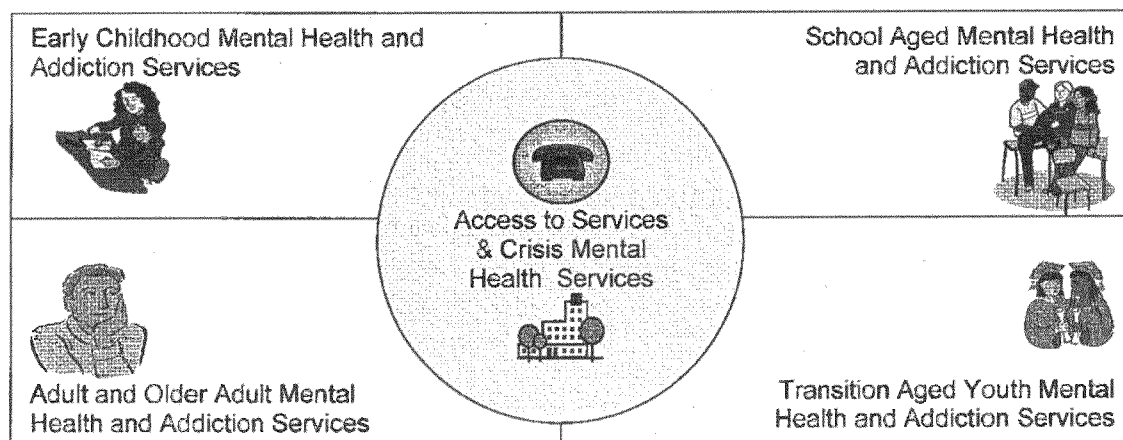 Early Childhood Mental Health and
Addiction Services
School Aged Mental Health
and Addiction Services
Access to Services
& Crisis Mental
Health Services
Adult and Older Adult Mental
Health and Addiction Services
Transition Aged Youth Mental
Health and Addiction Services